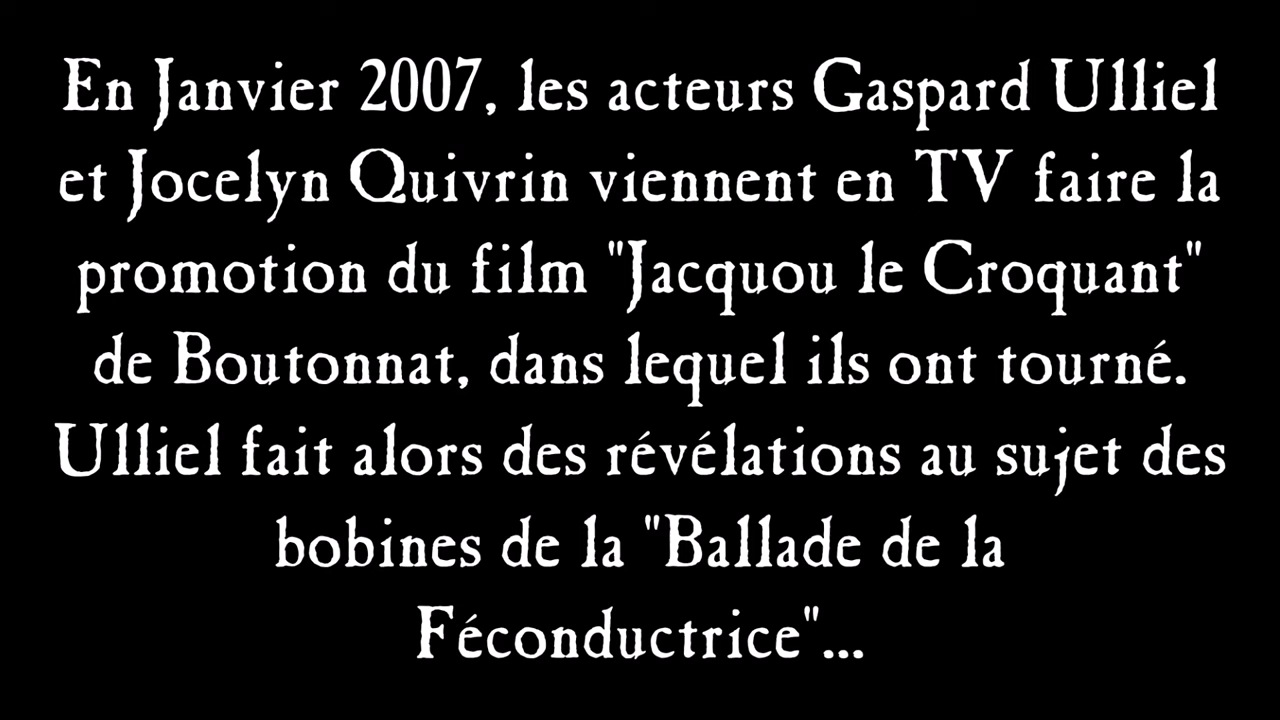 En Janvier 2007, les acteurs Gaspard Ulliel
et Jocelyn Quivrin viennent en TV faire la
promotion du film "Jacquou le Croquant"
de Boutonnat, dans lequel ils ont tourné.
Ulliel fait alors des révélations au sujet des
bobines de la "Ballade de la
Féconductrice"...